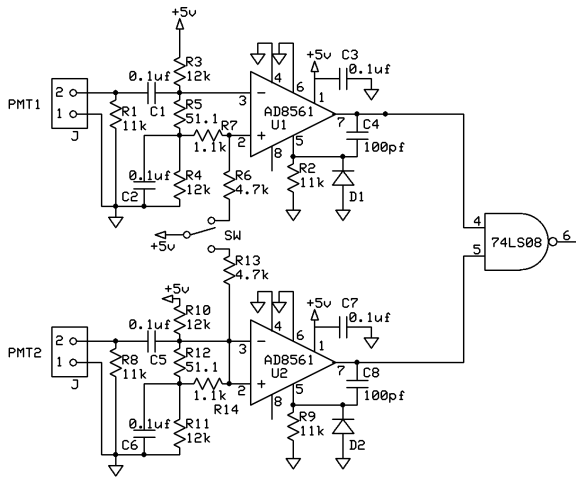 +5v
R3
12k
0.1uf
C1
PMT1
2
1
J
R1
11k
R5
51.1
R7
1.1k
0.1uf
C2
R4
12k
R6
4.7k
3
2
4
6
AD8561
U1
1
7
5
8
+5v
C3
0.1uf
C4
100pf
R2
11k
D1
+5v
SW
R13
4.7k
4
5
74LS08
6
+5v
R10
12k
0.1uf
C5
PMT2
2
1
J
R8
11k
R12
51.1
1.1k
R14
0.1uf
C6
R11
12k
3
2
4
6
AD8561
U2
1
7
5
8
+5v
C7
0.1uf
C8
100pf
R9
11k
D2